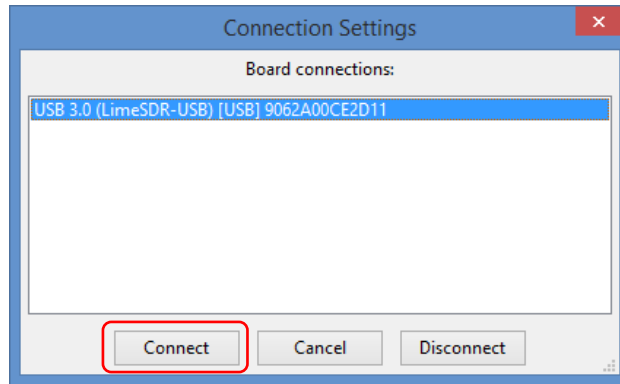 Connection Settings
Board connections:
USB 3.0 (LimeSDR-USB) [USB] 9062A00CE2D11
Connect Cancel Disconnect